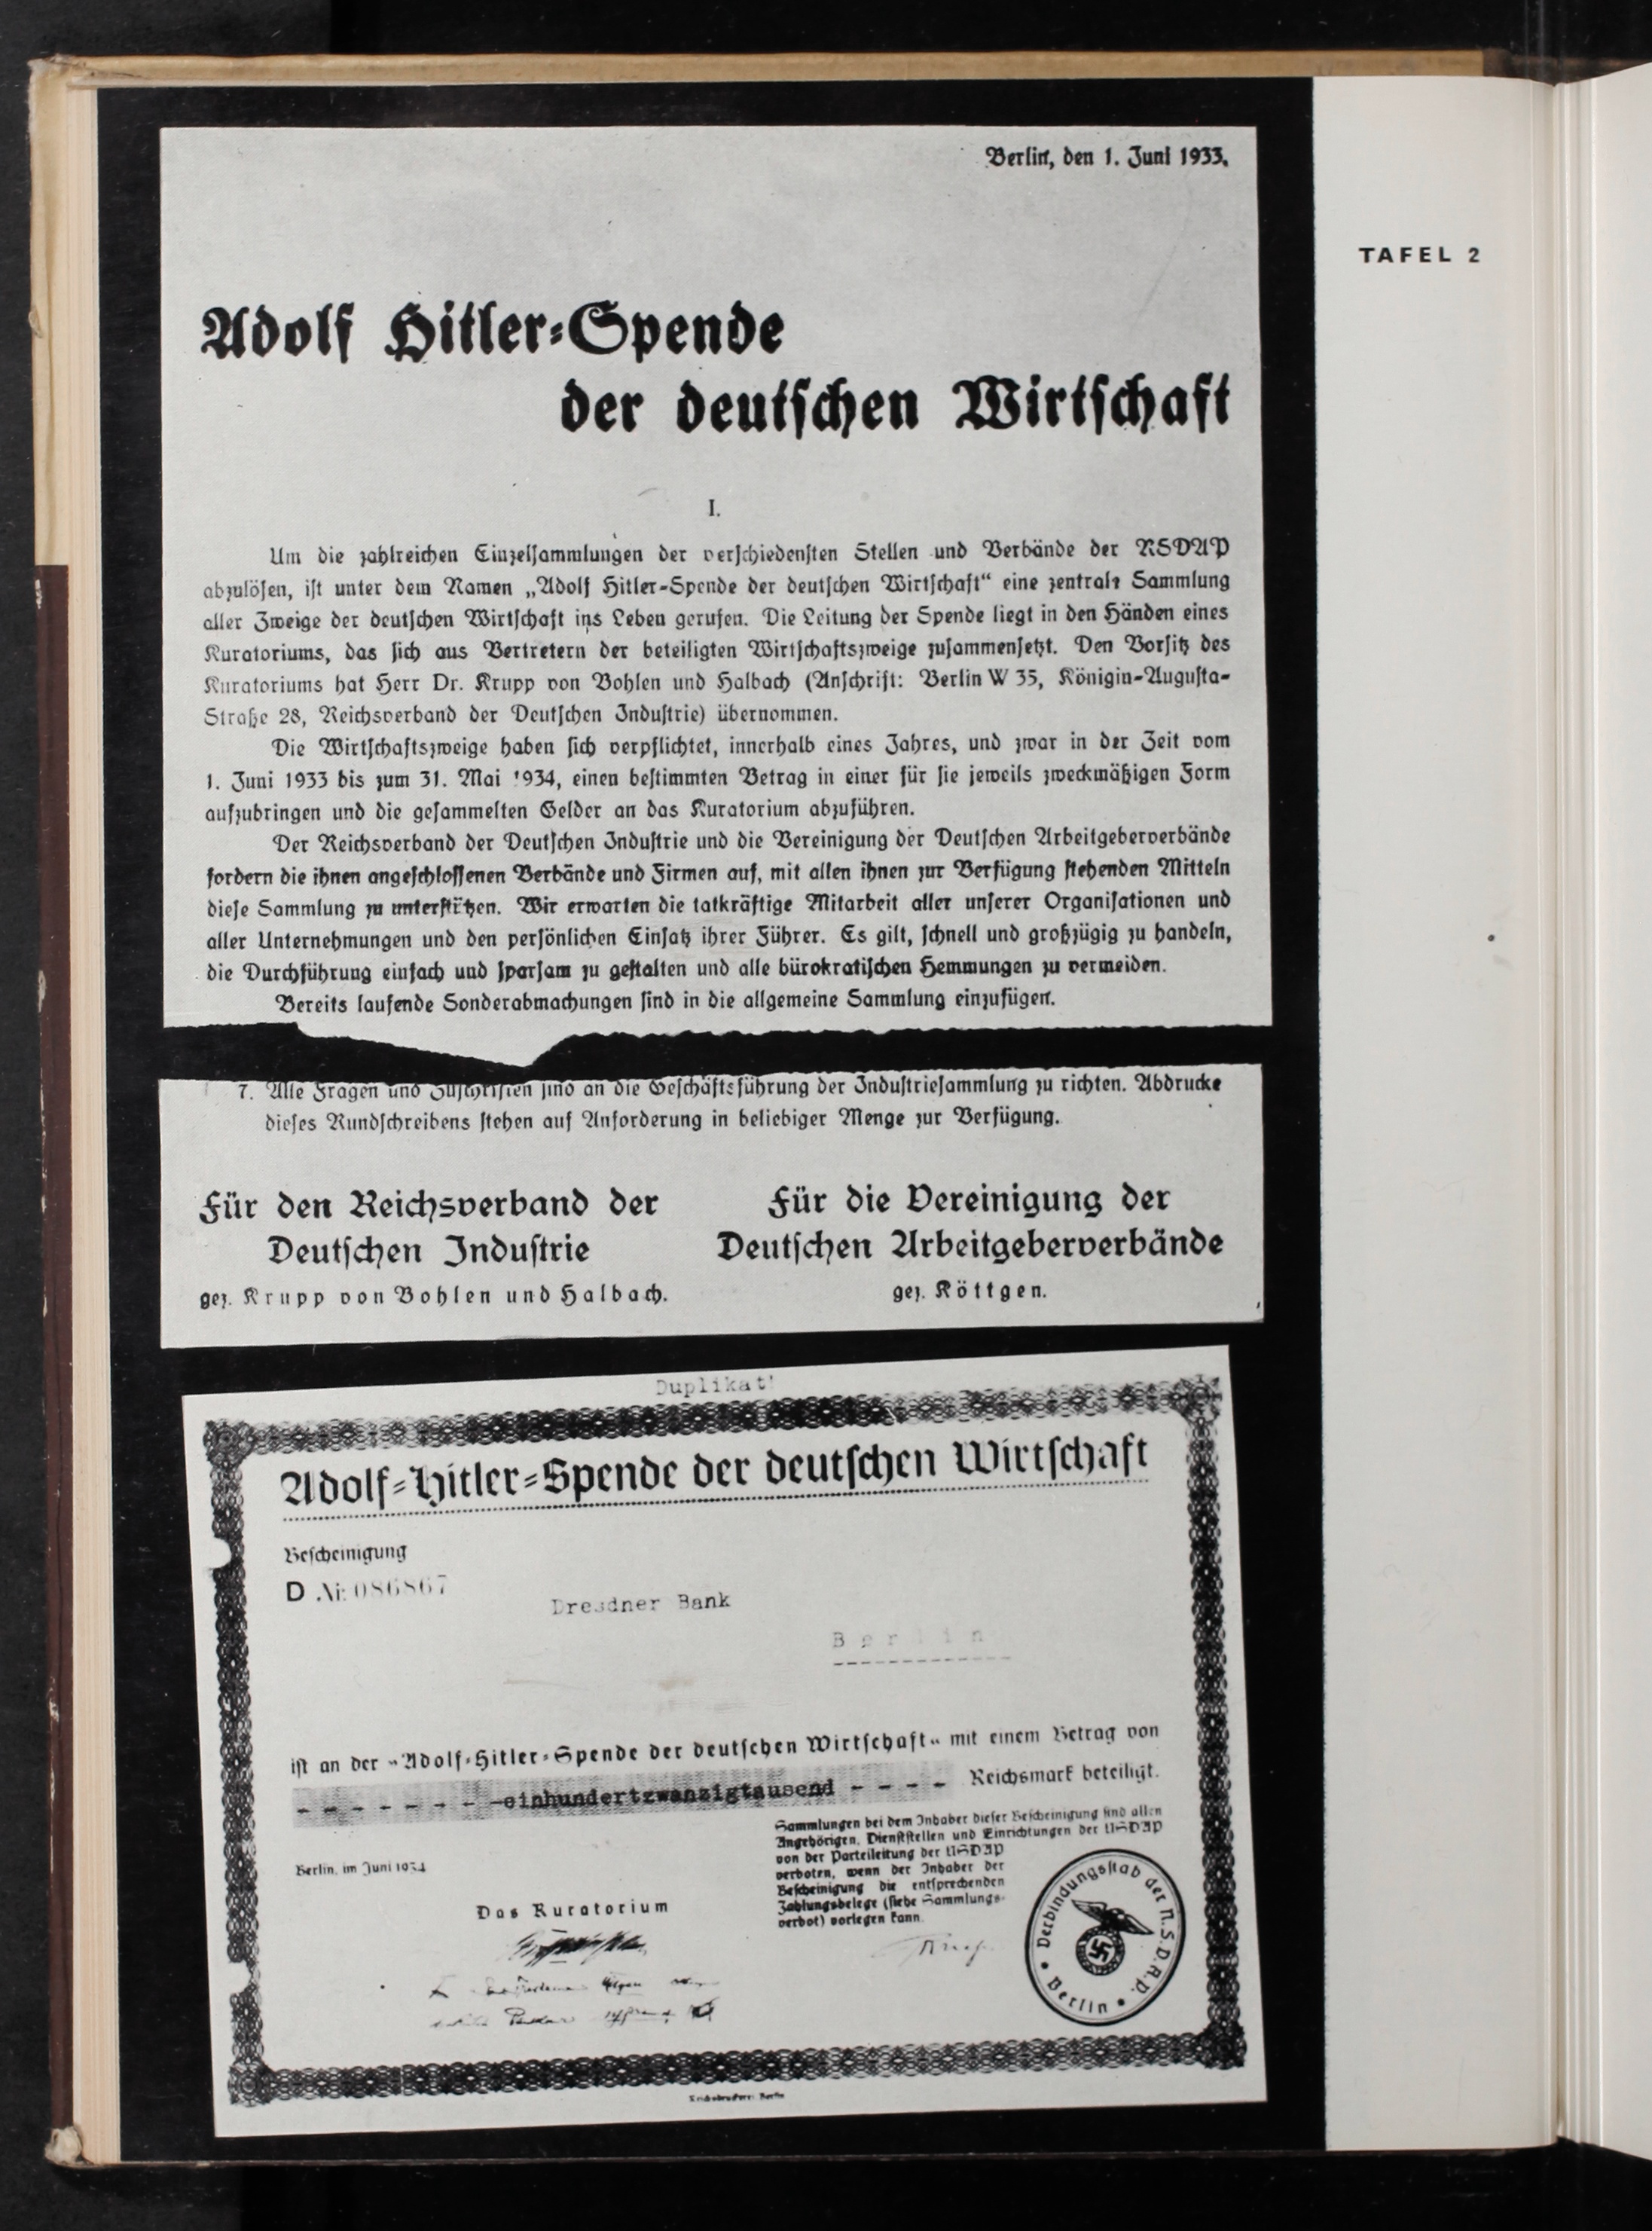 Berlin, den 1. Juni 1933.
TAFEL 2
Adolf Hitler-Spende
der deutschen Wirtschaft
I.
Um die zahlreichen Einzelsammlungen der verschiedensten Stellen und Verbände der NSDAP
abzulösen, ist unter dem Namen „Adolf Hitler-Spende der deutschen Wirtschaft“ eine zentrale Sammlung
aller Zweige der deutschen Wirtschaft ins Leben gerufen. Die Leitung der Spende liegt in den Händen eines
Kuratoriums, das sich aus Vertretern der beteiligten Wirtschaftszweige zusammensetzt. Den Vorsitz des
Kuratoriums hat Herr Dr. Krupp von Bohlen und Halbach (Anschrift: Berlin W 35, Königin-Augusta-
Straße 28, Reichsverband der Deutschen Industrie) übernommen.
Die Wirtschaftszweige haben sich verpflichtet, innerhalb eines Jahres, und zwar in der Zeit vom
1. Juni 1933 bis zum 31. Mai 1934, einen bestimmten Betrag in einer für sie jeweils zweckmäßigen Form
aufzubringen und die gesammelten Gelder an das Kuratorium abzuführen.
Der Reichsverband der Deutschen Industrie und die Vereinigung der Deutschen Arbeitgeberverbände
fordern die ihnen angeschlossenen Verbände und Firmen auf, mit allen ihnen zur Verfügung stehenden Mitteln
diese Sammlung zu unterstützen. Wir erwarten die tatkräftige Mitarbeit aller unserer Organisationen und
aller Unternehmungen und den persönlichen Einsatz ihrer Führer. Es gilt, schnell und großzügig zu handeln,
die Durchführung einfach und sparsam zu gestalten und alle bürokratischen Hemmungen zu vermeiden.
Bereits laufende Sonderabmachungen sind in die allgemeine Sammlung einzufügen.
7. Alle Fragen und Zuschriften sind an die Geschäftsführung der Industriesammlung zu richten. Abdrucke
dieses Rundschreibens stehen auf Anforderung in beliebiger Menge zur Verfügung.
Für den Reichsverband der
Deutschen Industrie
gez. Krupp von Bohlen und Halbach.
Für die Vereinigung der
Deutschen Arbeitgeberverbände
gez. Köttgen.
Duplikat!
Adolf-Hitler-Spende der deutschen Wirtschaft
Bescheinigung
D Nr. 086867
Dresdner Bank
Berlin
ist an der „Adolf-Hitler-Spende der deutschen Wirtschaft“ mit einem Betrag von
- - - - - - - -einhundertzwanzigtausend - - - - Reichsmark beteiligt.
Sammlungen bei dem Inhaber dieser Bescheinigung sind allen
Angehörigen, Dienststellen und Einrichtungen der NSDAP
von der Parteileitung der NSDAP
verboten, wenn der Inhaber der
Bescheinigung die entsprechenden
Zahlungsbelege (siehe Sammlungs-
verbot) vorlegen kann.
Berlin, im Juni 1934
Das Kuratorium
Verbindungsstab der N.S.D.A.P.
Berlin
Reichsdruckerei Berlin